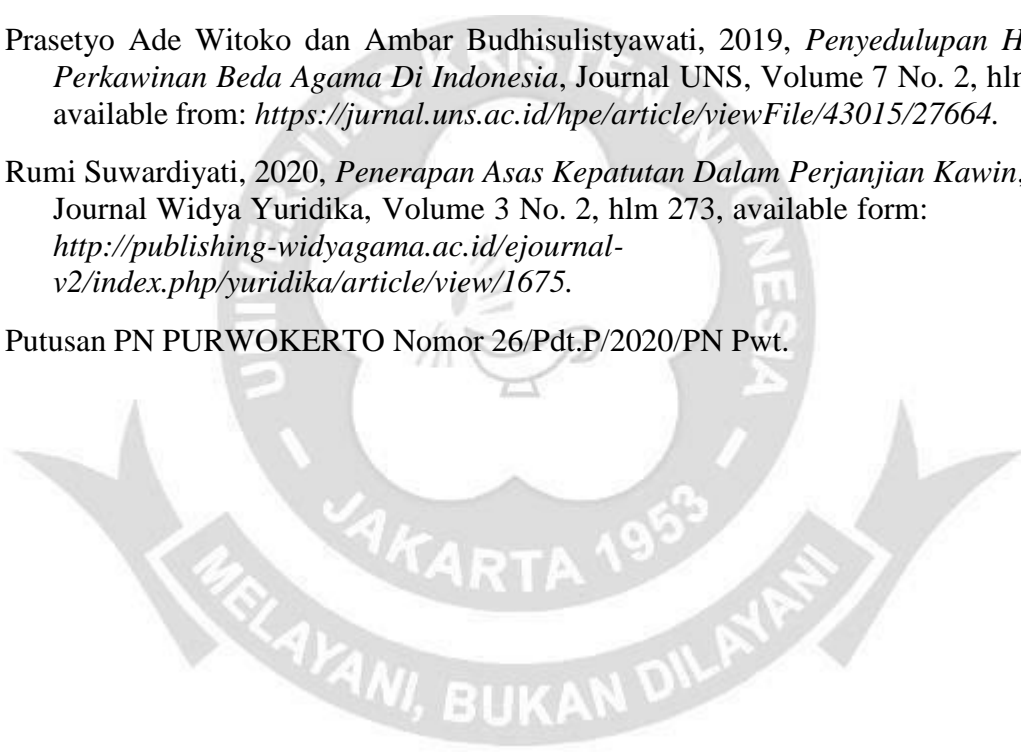 Prasetyo Ade Witoko dan Ambar Budhisulistyawati, 2019, Penyedulupan H
Perkawinan Beda Agama Di Indonesia, Journal UNS, Volume 7 No. 2, hlm
available from: https://jurnal.uns.ac.id/hpe/article/viewFile/43015/27664.
Rumi Suwardiyati, 2020, Penerapan Asas Kepatutan Dalam Perjanjian Kawin,
Journal Widya Yuridika, Volume 3 No. 2, hlm 273, available form:
http://publishing-widyagama.ac.id/ejournal-
v2/index.php/yuridika/article/view/1675.
Putusan PN PURWOKERTO Nomor 26/Pdt.P/2020/PN Pwt.
UNIVERSITAS KRISTEN INDONESIA
- JAKARTA 1953 -
MELAYANI, BUKAN DILAYANI